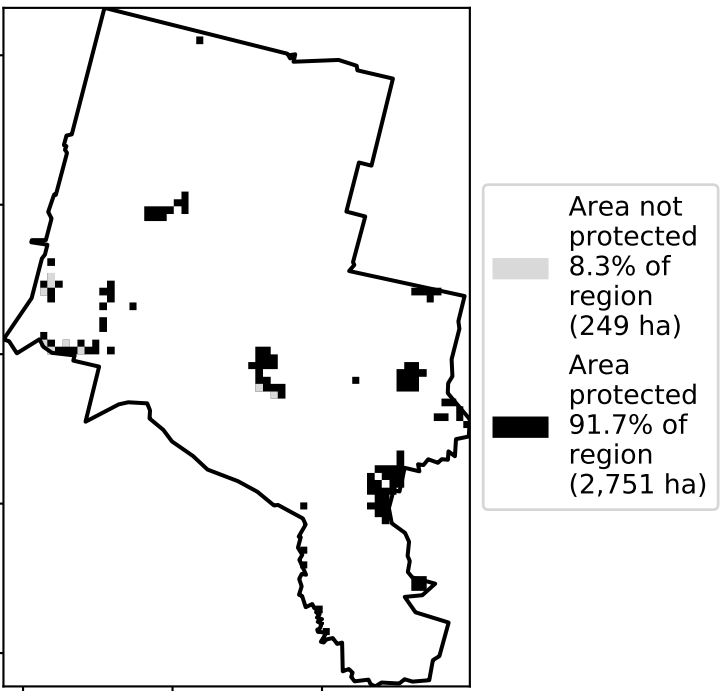 Area not
protected
8.3% of
region
(249 ha)
Area
protected
91.7% of
region
(2,751 ha)